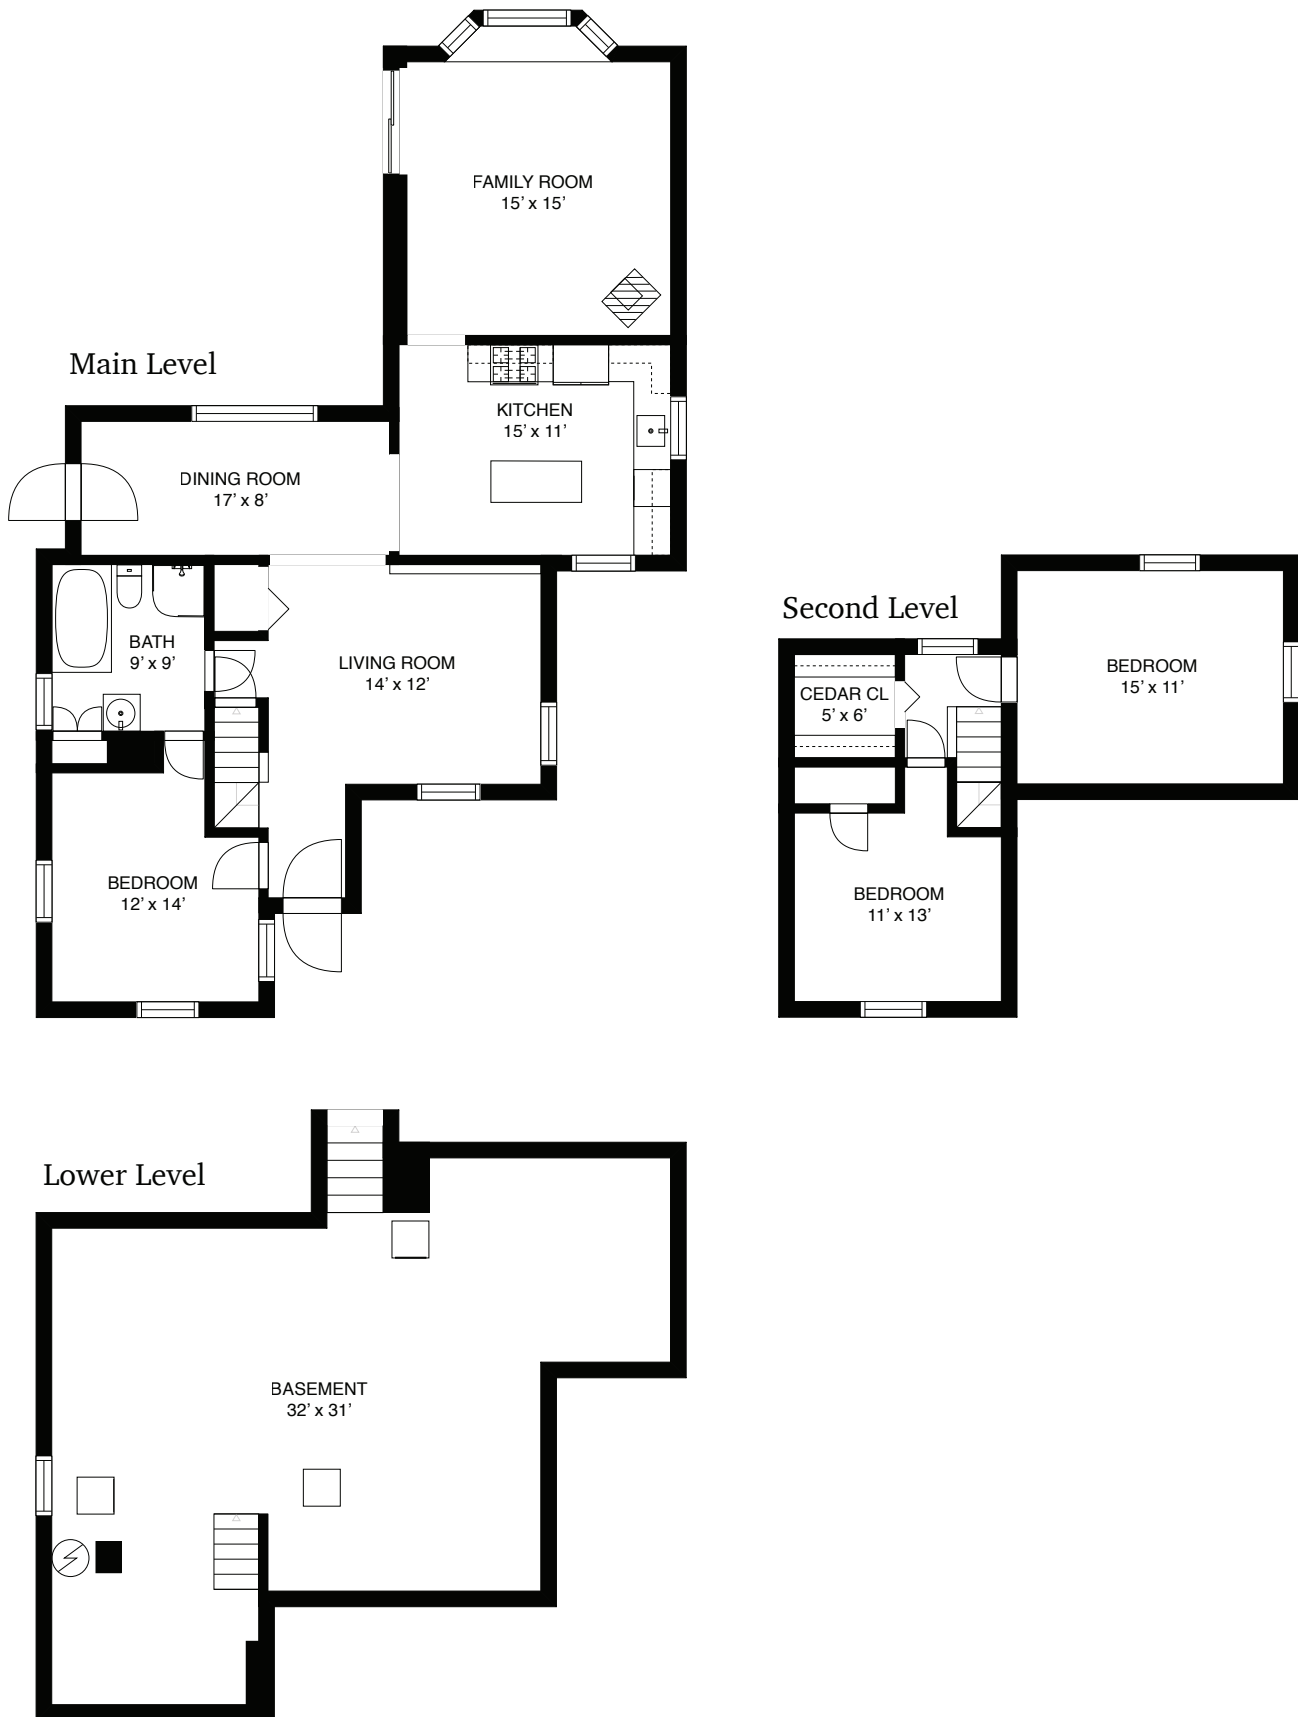 FAMILY ROOM
15’ x 15’
Main Level
KITCHEN
15’ x 11’
DINING ROOM
17’ x 8’
BATH
9’ x 9’
LIVING ROOM
14’ x 12’
BEDROOM
12’ x 14’
Second Level
BEDROOM
15’ x 11’
CEDAR CL
5’ x 6’
BEDROOM
11’ x 13’
Lower Level
BASEMENT
32’ x 31’